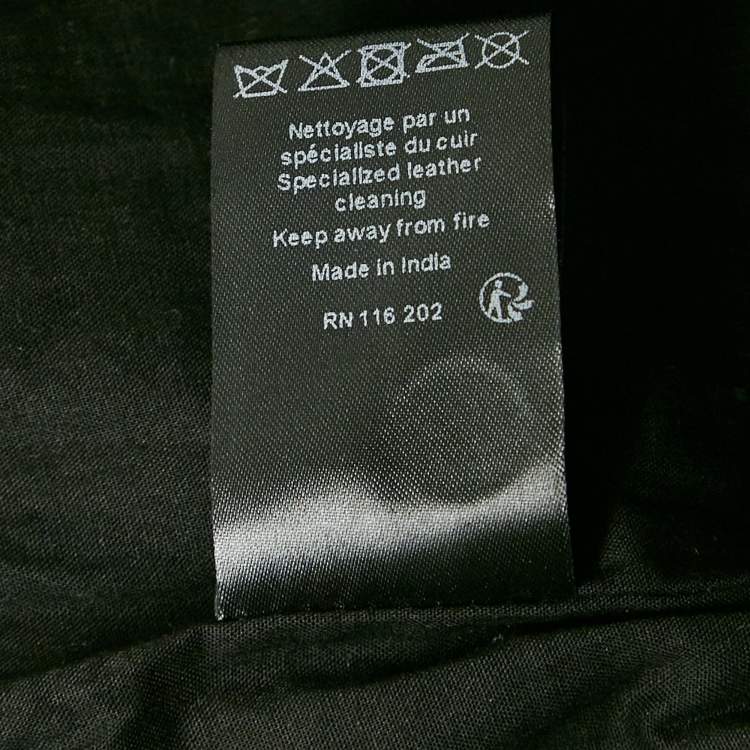 Nettoyage par un
spécialiste du cuir
Specialized leather
cleaning
Keep away from fire
Made in India
RN 116 202